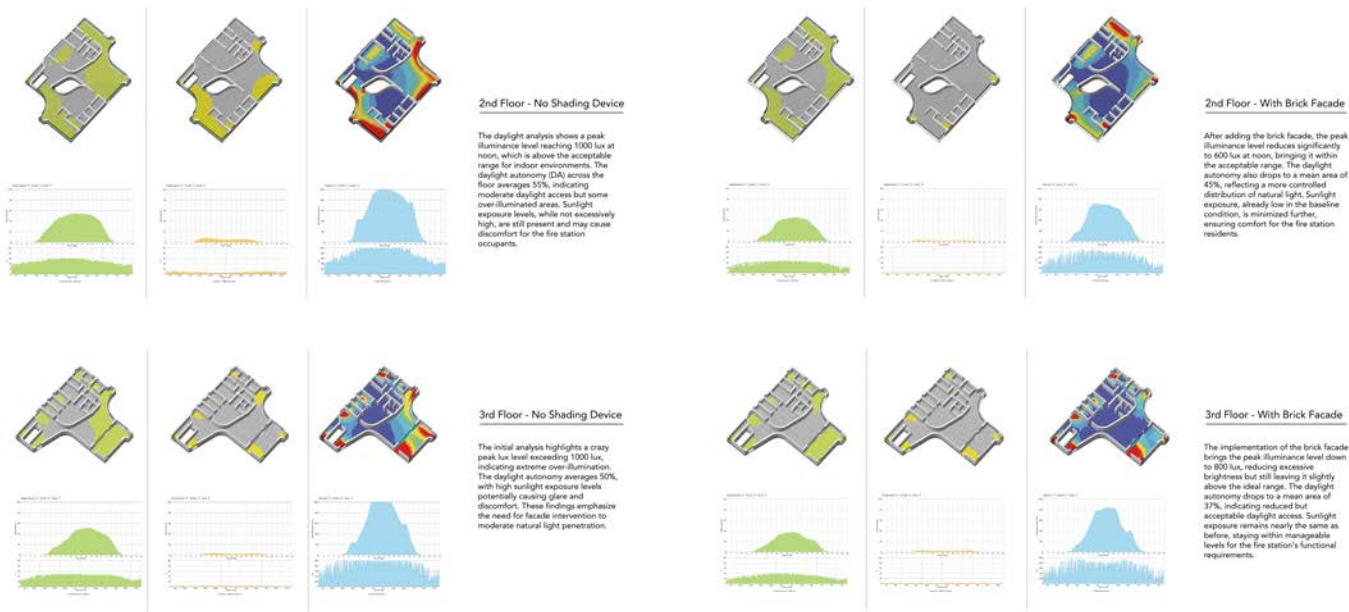 2nd Floor - No Shading Device
The daylight analysis shows a peak
illuminance level reaching 1000 lux at
noon, which is above the acceptable
range for indoor environments. The
daylight autonomy (DA) across the
floor averages 55%, indicating
moderate daylight access but some
over-illuminated areas. Sunlight
exposure levels, while not excessively
high, are still present and may cause
discomfort for the fire station
occupants.
2nd Floor - With Brick Facade
After adding the brick facade, the peak
illuminance level reduces significantly
to 600 lux at noon, bringing it within
the acceptable range. The daylight
autonomy also drops to a mean area of
45%, reflecting a more controlled
distribution of natural light. Sunlight
exposure, already low in the baseline
condition, is minimized further,
ensuring comfort for the fire station
residents.
3rd Floor - No Shading Device
The initial analysis highlights a crazy
peak lux level exceeding 1000 lux,
indicating extreme over-illumination.
The daylight autonomy averages 50%,
with high sunlight exposure levels
potentially causing glare and
discomfort. These findings emphasize
the need for facade intervention to
moderate natural light penetration.
3rd Floor - With Brick Facade
The implementation of the brick facade
brings the peak illuminance level down
to 800 lux, reducing excessive
brightness but still leaving it slightly
above the ideal range. The daylight
autonomy drops to a mean area of
37%, indicating reduced but
acceptable daylight access. Sunlight
exposure remains nearly the same as
before, staying within manageable
levels for the fire station's functional
requirements.